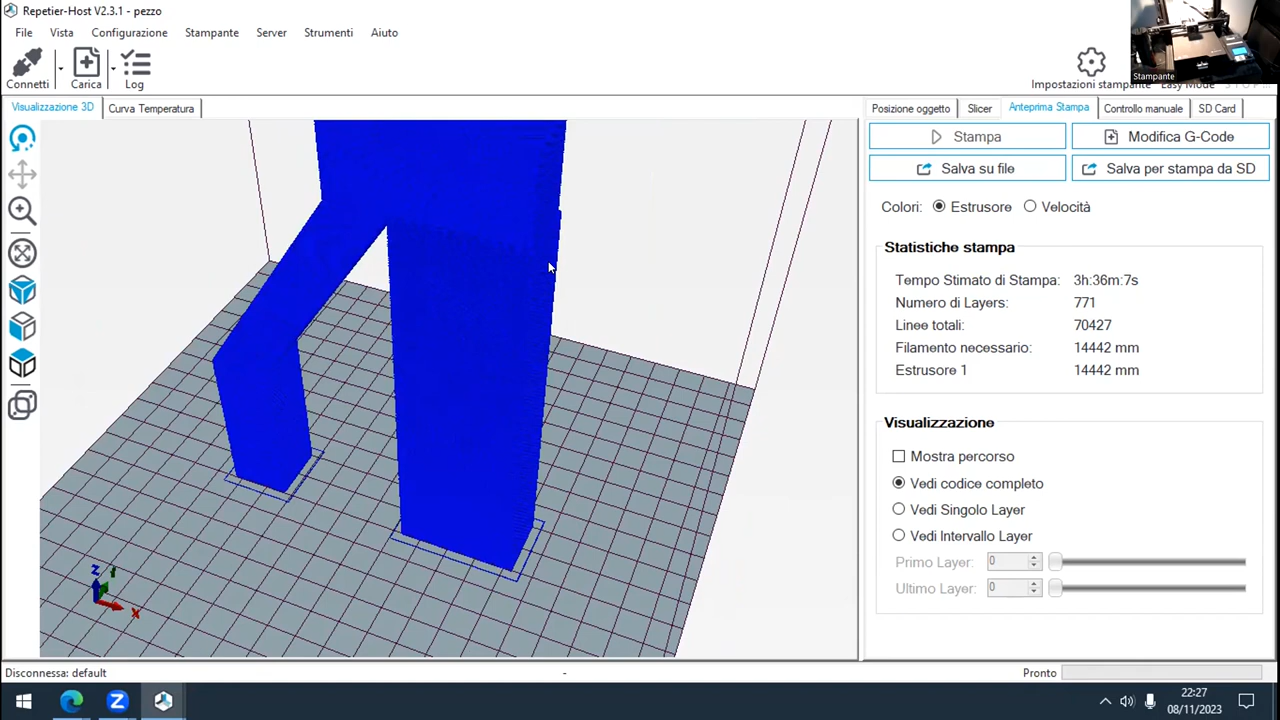 Repetier-Host V2.3.1 - pezzo
File Vista Configurazione Stampante Server Strumenti Aiuto
Stampante
Connetti Carica Log
Impostazioni stampante Easy Mode
Visualizzazione 3D Curva Temperatura
Posizione oggetto Slicer Anteprima Stampa Controllo manuale SD Card
Stampa Modifica G-Code
Salva su file Salva per stampa da SD
Colori: Estrusore Velocità
Statistiche stampa
Tempo Stimato di Stampa: 3h:36m:7s
Numero di Layers: 771
Linee totali: 70427
Filamento necessario: 14442 mm
Estrusore 1 14442 mm
Visualizzazione
Mostra percorso
Vedi codice completo
Vedi Singolo Layer
Vedi Intervallo Layer
Primo Layer: 0
Ultimo Layer: 0
Z
X
Disconnessa: default - Pronto
22:27
08/11/2023